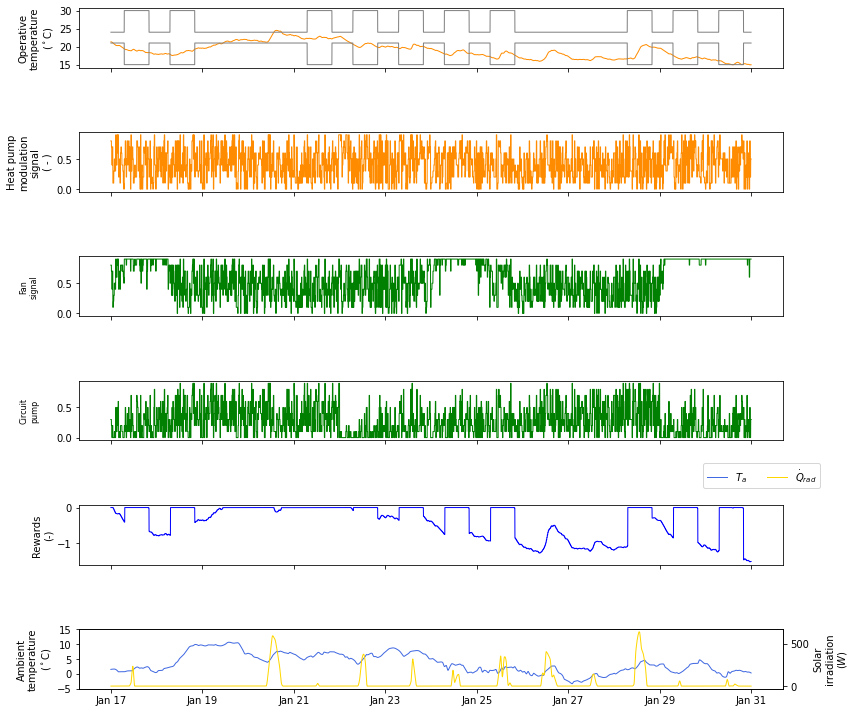 Operative
temperature
(°C)
30
25
20
15
Heat pump
modulation
signal
( - )
0.5
0.0
Fan
signal
0.5
0.0
Circuit
pump
0.5
0.0
T_a
Q̇_rad
Rewards
(-)
0
−1
Ambient
temperature
(°C)
15
10
5
0
−5
500
0
Solar
irradiation
(W)
Jan 17 Jan 19 Jan 21 Jan 23 Jan 25 Jan 27 Jan 29 Jan 31